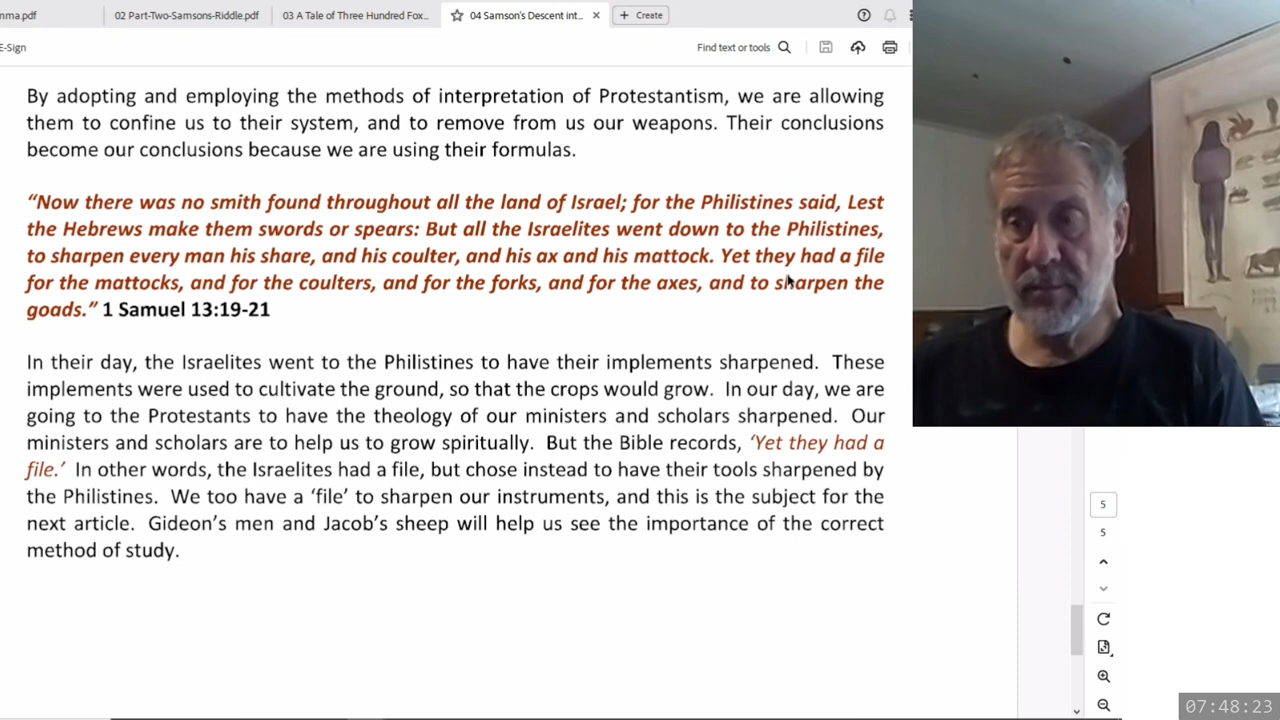 mma.pdf
02 Part-Two-Samsons-Riddle.pdf
03 A Tale of Three Hundred Fox...
04 Samson's Descent int...
Create
E-Sign
Find text or tools
By adopting and employing the methods of interpretation of Protestantism, we are allowing
them to confine us to their system, and to remove from us our weapons. Their conclusions
become our conclusions because we are using their formulas.
“Now there was no smith found throughout all the land of Israel; for the Philistines said, Lest
the Hebrews make them swords or spears: But all the Israelites went down to the Philistines,
to sharpen every man his share, and his coulter, and his ax and his mattock. Yet they had a file
for the mattocks, and for the coulters, and for the forks, and for the axes, and to sharpen the
goads.” 1 Samuel 13:19-21
In their day, the Israelites went to the Philistines to have their implements sharpened. These
implements were used to cultivate the ground, so that the crops would grow. In our day, we are
going to the Protestants to have the theology of our ministers and scholars sharpened. Our
ministers and scholars are to help us to grow spiritually. But the Bible records, ‘Yet they had a
file.’ In other words, the Israelites had a file, but chose instead to have their tools sharpened by
the Philistines. We too have a ‘file’ to sharpen our instruments, and this is the subject for the
next article. Gideon’s men and Jacob’s sheep will help us see the importance of the correct
method of study.
5
5
07:48:23